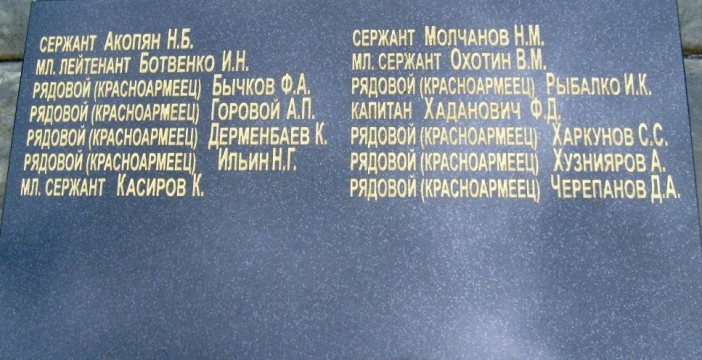 СЕРЖАНТ АКОПЯН Н.Б.
МЛ. ЛЕЙТЕНАНТ БОТВЕНКО И.Н.
РЯДОВОЙ (КРАСНОАРМЕЕЦ) БЫЧКОВ Ф.А.
РЯДОВОЙ (КРАСНОАРМЕЕЦ) ГОРОВОЙ А.П.
РЯДОВОЙ (КРАСНОАРМЕЕЦ) ДЕРМЕНБАЕВ К.
РЯДОВОЙ (КРАСНОАРМЕЕЦ) ИЛЬИН Н.Г.
МЛ. СЕРЖАНТ КАСИРОВ К.
СЕРЖАНТ МОЛЧАНОВ Н.М.
МЛ. СЕРЖАНТ ОХОТИН В.М.
РЯДОВОЙ (КРАСНОАРМЕЕЦ) РЫБАЛКО И.К.
КАПИТАН ХАДАНОВИЧ Ф.Д.
РЯДОВОЙ (КРАСНОАРМЕЕЦ) ХАРКУНОВ С.С.
РЯДОВОЙ (КРАСНОАРМЕЕЦ) ХУЗНИЯРОВ А.
РЯДОВОЙ (КРАСНОАРМЕЕЦ) ЧЕРЕПАНОВ Д.А.